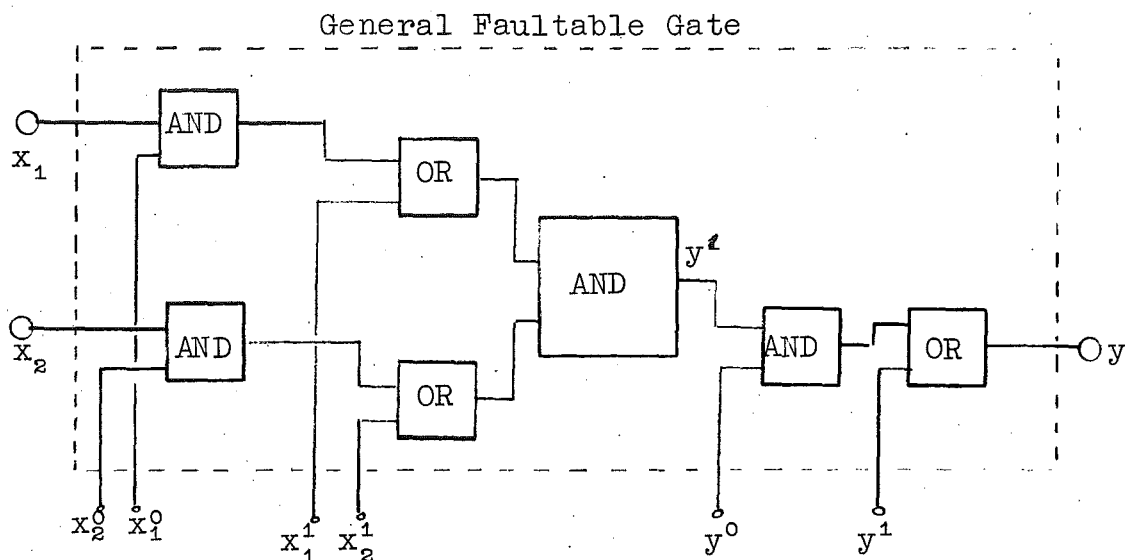 General Faultable Gate
AND
x₁
OR
y¹
AND
x₂
AND
AND
OR
y
OR
x₂⁰ x₁⁰ x₁¹ x₂¹ y⁰ y¹